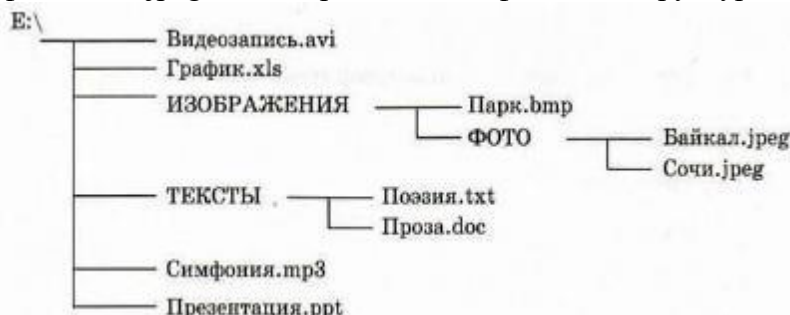 E:\
Видеозапись.avi
График.xls
ИЗОБРАЖЕНИЯ
Парк.bmp
ФОТО
Байкал.jpeg
Сочи.jpeg
ТЕКСТЫ
Поэзия.txt
Проза.doc
Симфония.mp3
Презентация.ppt